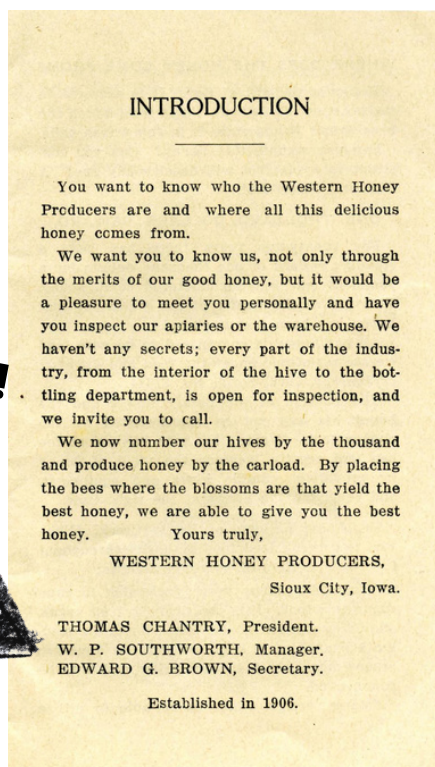 INTRODUCTION
You want to know who the Western Honey
Producers are and where all this delicious
honey comes from.
We want you to know us, not only through
the merits of our good honey, but it would be
a pleasure to meet you personally and have
you inspect our apiaries or the warehouse. We
haven't any secrets; every part of the indus-
try, from the interior of the hive to the bot-
tling department, is open for inspection, and
we invite you to call.
We now number our hives by the thousand
and produce honey by the carload. By placing
the bees where the blossoms are that yield the
best honey, we are able to give you the best
honey. Yours truly,
WESTERN HONEY PRODUCERS,
Sioux City, Iowa.
THOMAS CHANTRY, President.
W. P. SOUTHWORTH, Manager.
EDWARD G. BROWN, Secretary.
Established in 1906.